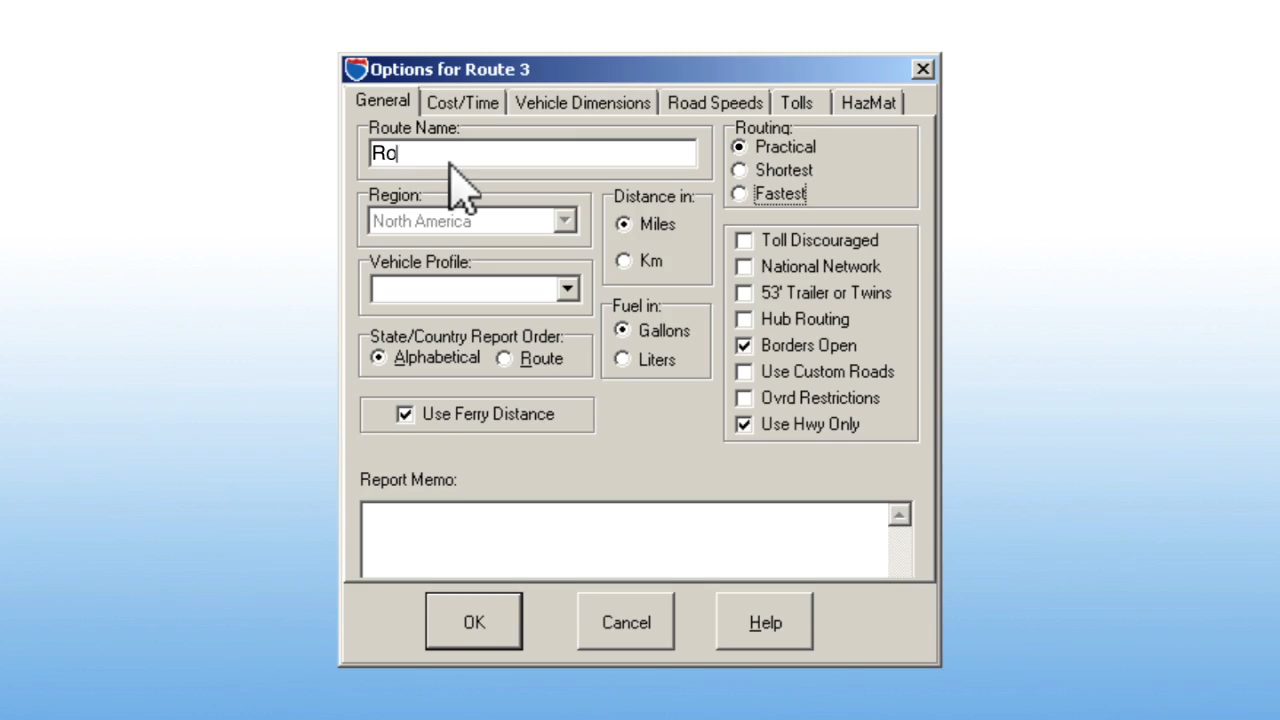 Options for Route 3
General
Cost/Time
Vehicle Dimensions
Road Speeds
Tolls
HazMat
Route Name:
Ro
Region:
North America
Vehicle Profile:
State/Country Report Order:
Alphabetical
Route
Use Ferry Distance
Distance in:
Miles
Km
Fuel in:
Gallons
Liters
Routing:
Practical
Shortest
Fastest
Toll Discouraged
National Network
53' Trailer or Twins
Hub Routing
Borders Open
Use Custom Roads
Ovrd Restrictions
Use Hwy Only
Report Memo:
OK
Cancel
Help